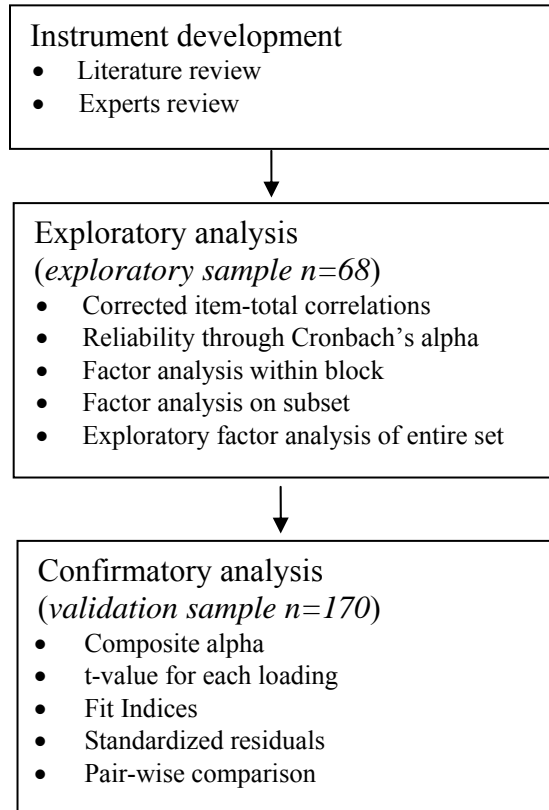 Instrument development
• Literature review
• Experts review
Exploratory analysis
(exploratory sample n=68)
• Corrected item-total correlations
• Reliability through Cronbach’s alpha
• Factor analysis within block
• Factor analysis on subset
• Exploratory factor analysis of entire set
Confirmatory analysis
(validation sample n=170)
• Composite alpha
• t-value for each loading
• Fit Indices
• Standardized residuals
• Pair-wise comparison